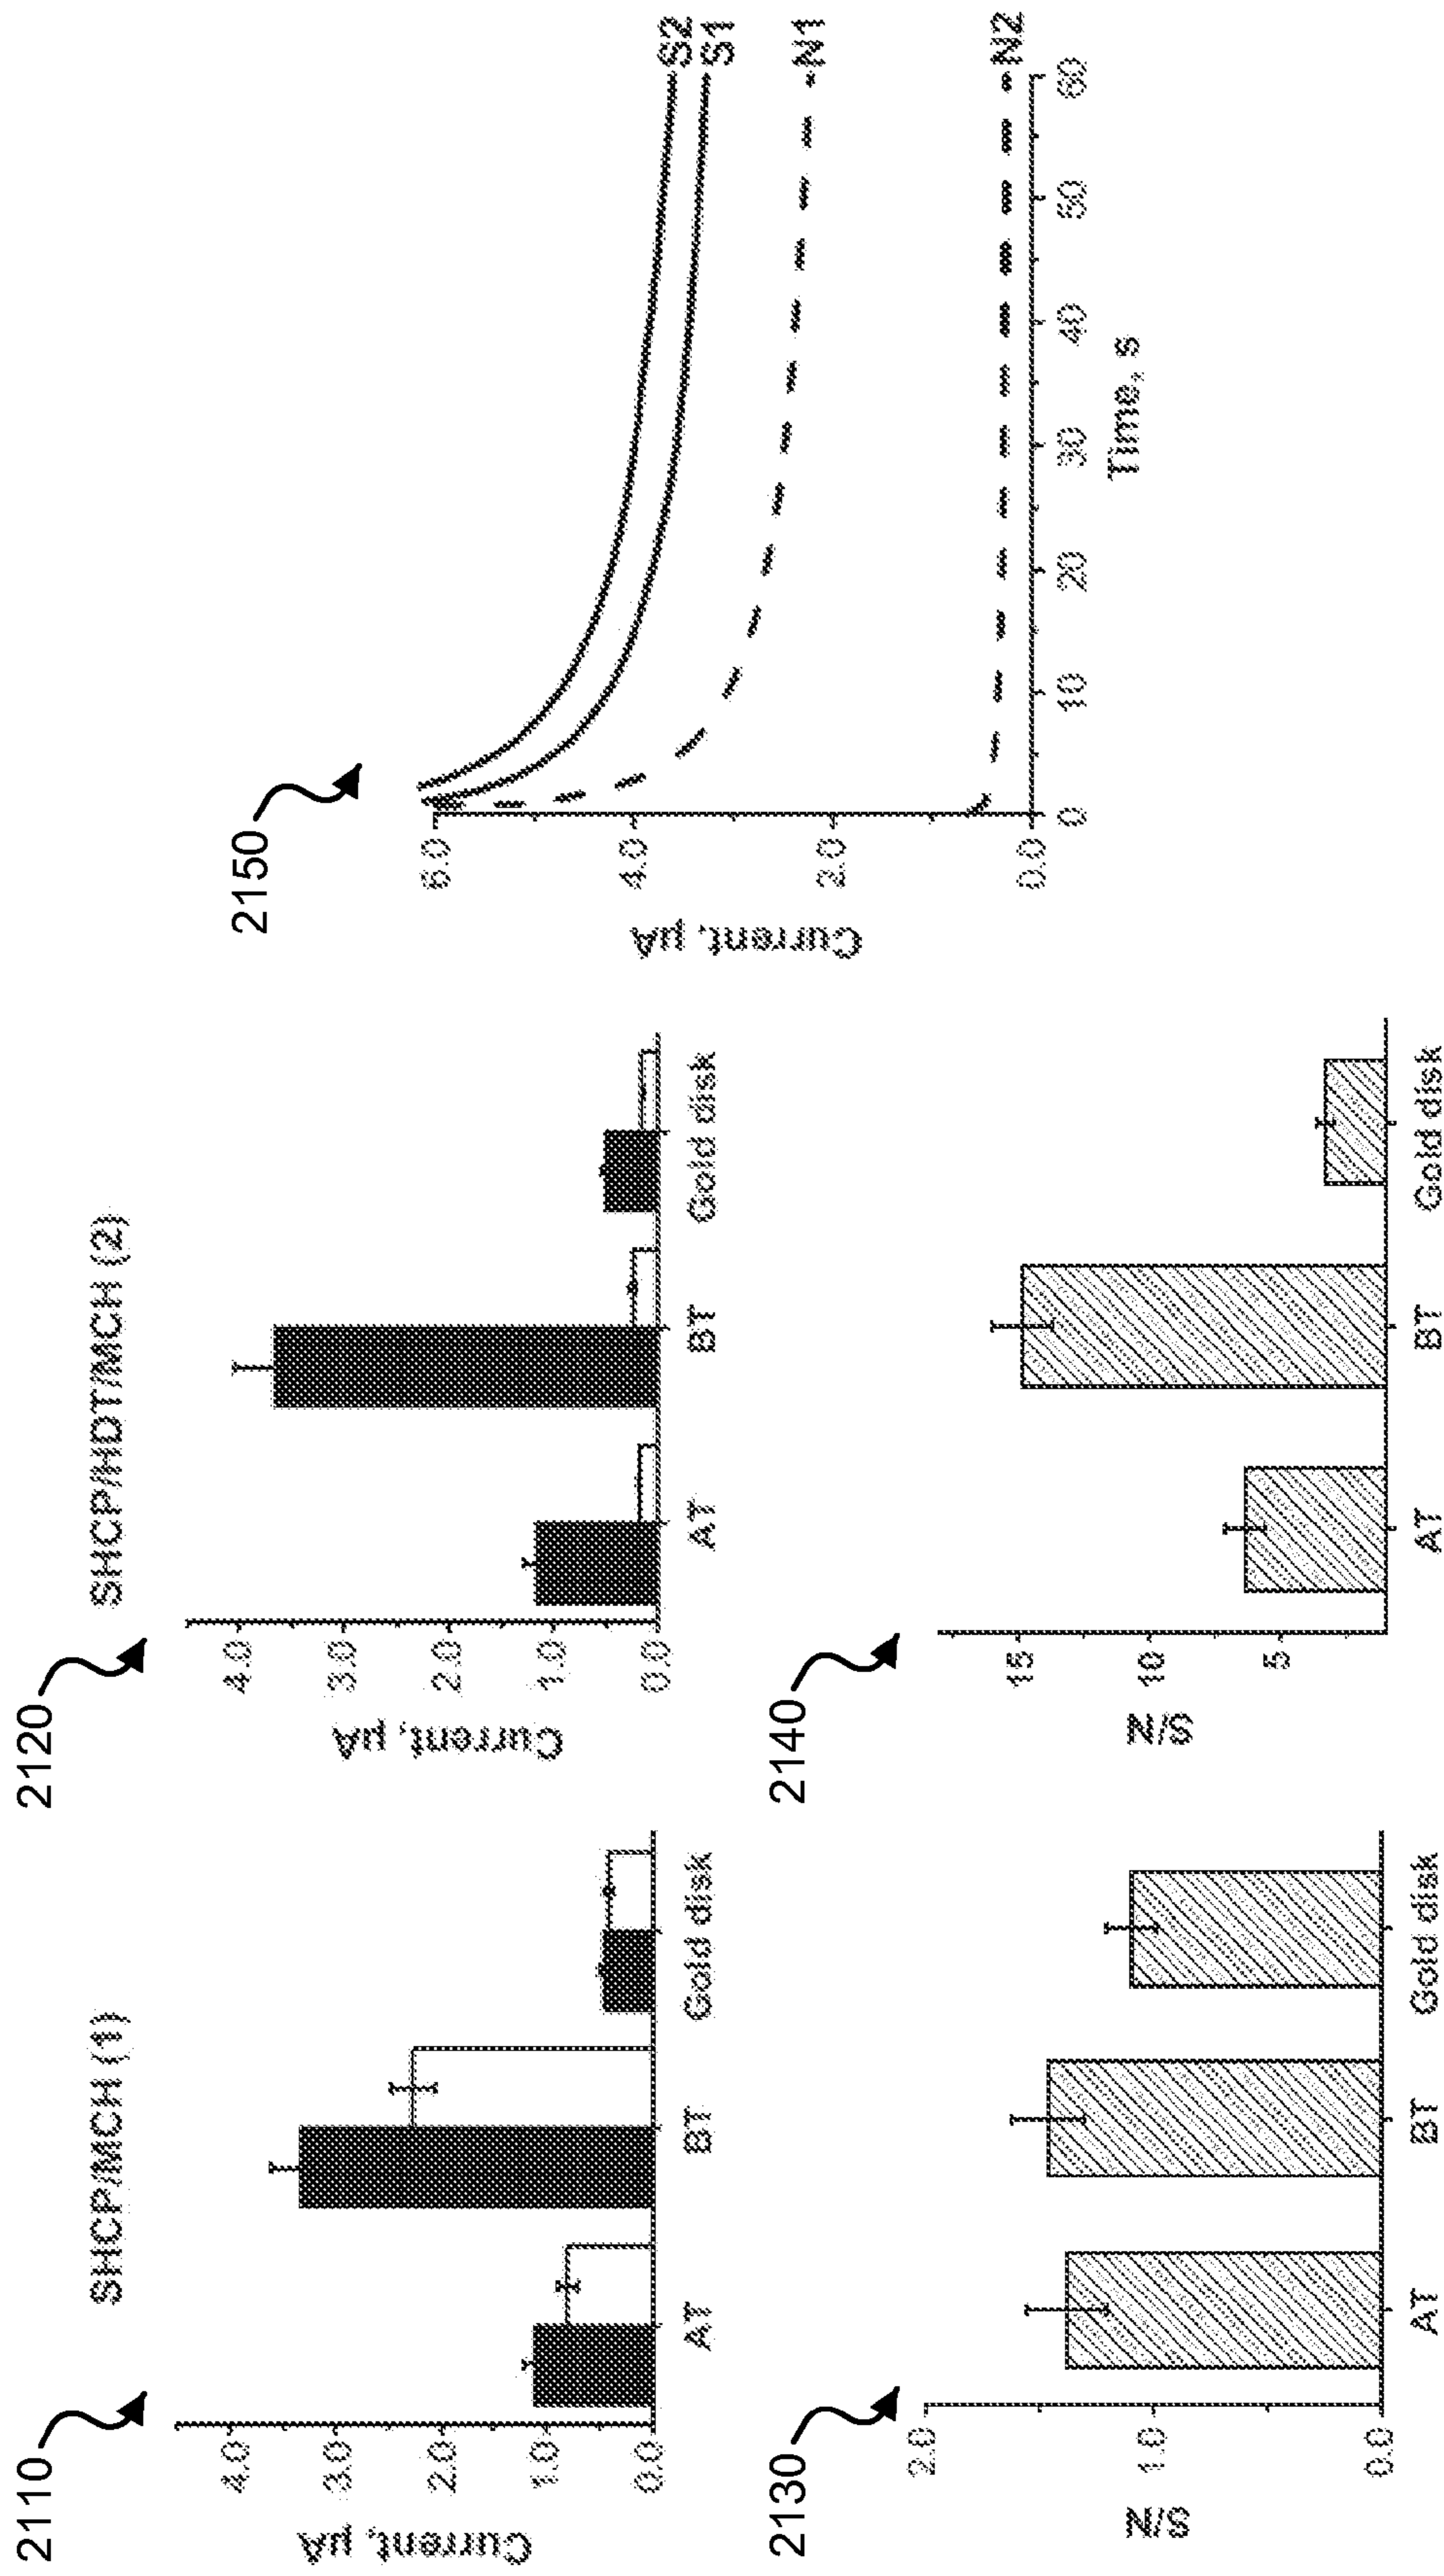 2110
SHCP/MCH (1)
Current, µA
4.0
3.0
2.0
1.0
0.0
AT
BT
Gold disk
2120
SHCP/HDT/MCH (2)
Current, µA
4.0
3.0
2.0
1.0
0.0
AT
BT
Gold disk
2130
S/N
2.0
1.0
0.0
AT
BT
Gold disk
2140
S/N
15
10
5
AT
BT
Gold disk
2150
Current, µA
6.0
4.0
2.0
0.0
0
10
20
30
40
50
60
Time, s
S2
S1
N1
N2